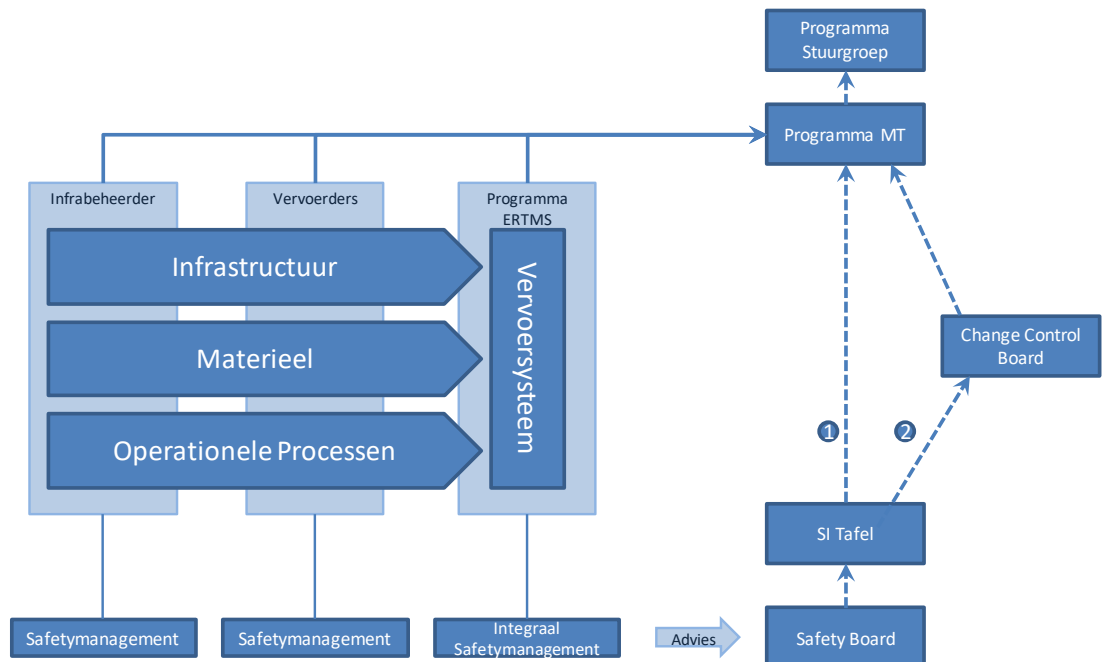 Programma
Stuurgroep
Programma MT
Infrabeheerder
Vervoerders
Programma
ERTMS
Infrastructuur
Materieel
Operationele Processen
Vervoersysteem
Change Control
Board
1
2
SI Tafel
Safetymanagement
Safetymanagement
Integraal
Safetymanagement
Advies
Safety Board